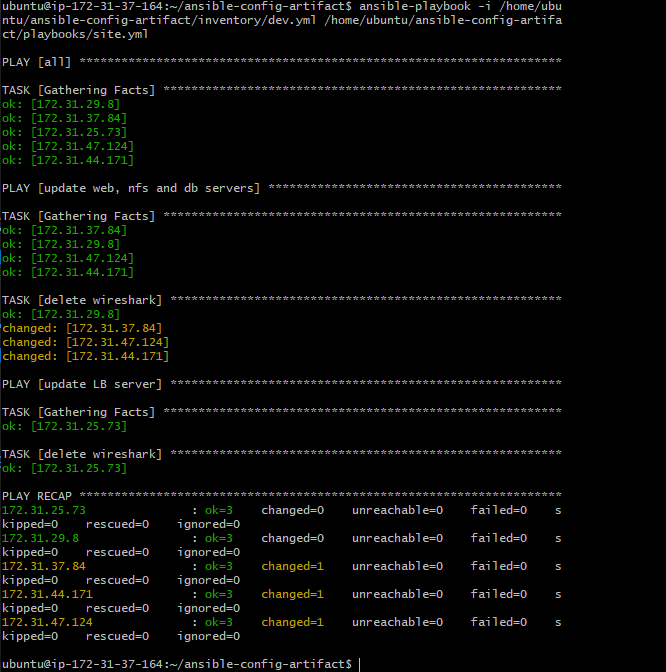 ubuntu@ip-172-31-37-164:~/ansible-config-artifact$ ansible-playbook -i /home/ubu
ntu/ansible-config-artifact/inventory/dev.yml /home/ubuntu/ansible-config-artifa
ct/playbooks/site.yml

PLAY [all] *********************************************************************

TASK [Gathering Facts] *********************************************************
ok: [172.31.29.8]
ok: [172.31.37.84]
ok: [172.31.25.73]
ok: [172.31.47.124]
ok: [172.31.44.171]

PLAY [update web, nfs and db servers] ******************************************

TASK [Gathering Facts] *********************************************************
ok: [172.31.37.84]
ok: [172.31.29.8]
ok: [172.31.47.124]
ok: [172.31.44.171]

TASK [delete wireshark] ********************************************************
ok: [172.31.29.8]
changed: [172.31.37.84]
changed: [172.31.47.124]
changed: [172.31.44.171]

PLAY [update LB server] ********************************************************

TASK [Gathering Facts] *********************************************************
ok: [172.31.25.73]

TASK [delete wireshark] ********************************************************
ok: [172.31.25.73]

PLAY RECAP *********************************************************************
172.31.25.73               : ok=3    changed=0    unreachable=0    failed=0    s
kipped=0    rescued=0    ignored=0
172.31.29.8                : ok=3    changed=0    unreachable=0    failed=0    s
kipped=0    rescued=0    ignored=0
172.31.37.84               : ok=3    changed=1    unreachable=0    failed=0    s
kipped=0    rescued=0    ignored=0
172.31.44.171              : ok=3    changed=1    unreachable=0    failed=0    s
kipped=0    rescued=0    ignored=0
172.31.47.124              : ok=3    changed=1    unreachable=0    failed=0    s
kipped=0    rescued=0    ignored=0

ubuntu@ip-172-31-37-164:~/ansible-config-artifact$